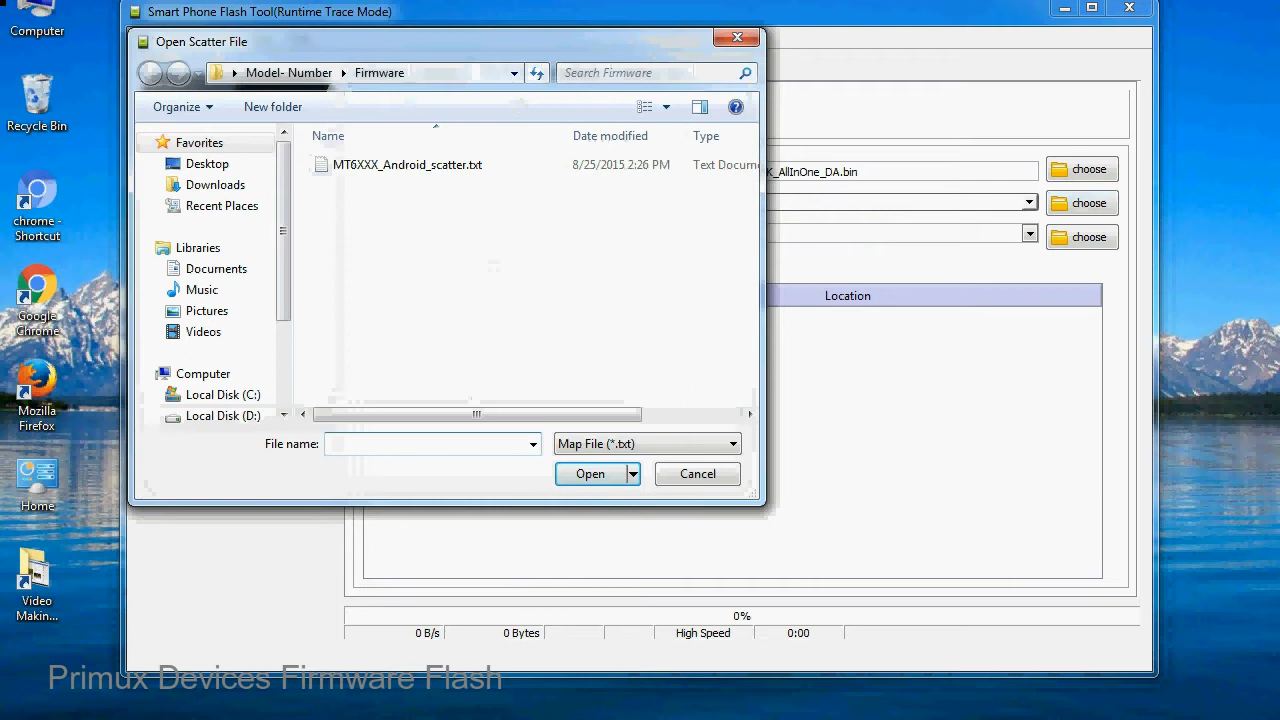 Computer
Recycle Bin
chrome -
Shortcut
Google
Chrome
Mozilla
Firefox
Home
Video
Makin...
Smart Phone Flash Tool(Runtime Trace Mode)
Open Scatter File
Model- Number
Firmware
Search Firmware
Organize
New folder
Favorites
Desktop
Downloads
Recent Places
Libraries
Documents
Music
Pictures
Videos
Computer
Local Disk (C:)
Local Disk (D:)
Name Date modified Type
MT6XXX_Android_scatter.txt 8/25/2015 2:26 PM Text Docum
File name:
Map File (*.txt)
Open
Cancel
K_AllInOne_DA.bin
choose
choose
choose
Location
0%
0 B/s 0 Bytes High Speed 0:00
Primux Devices Firmware Flash